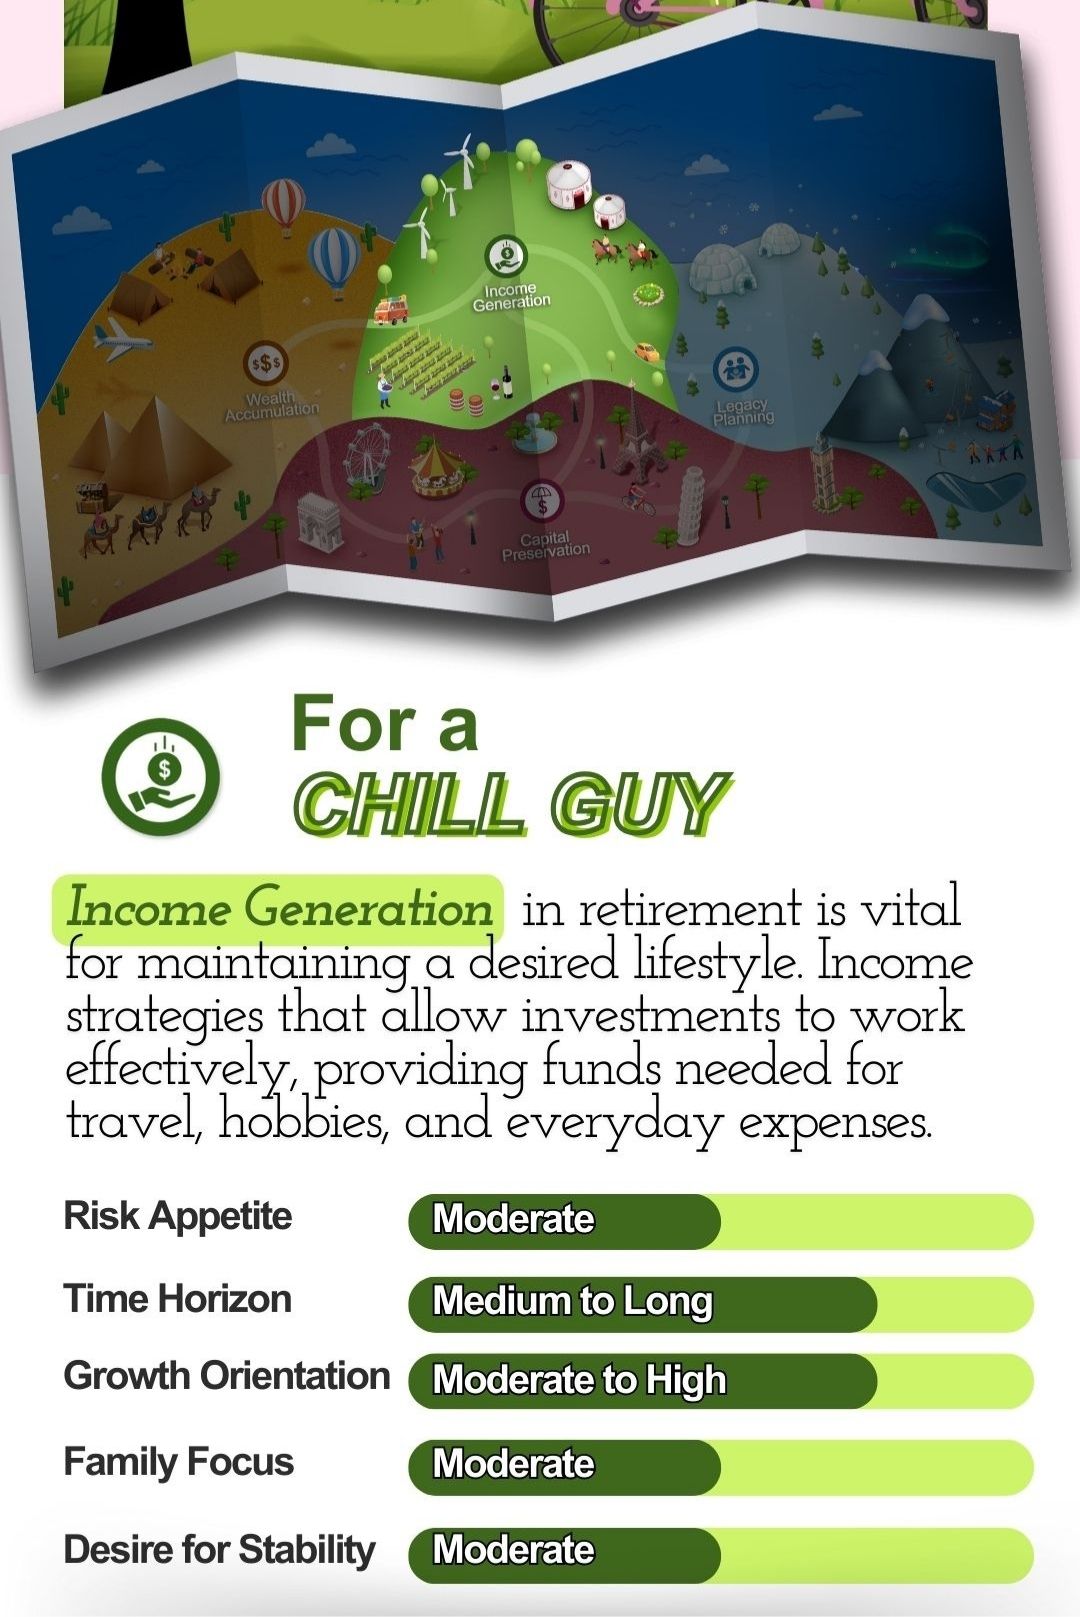 Income
Generation
$$$
Wealth
Accumulation
Legacy
Planning
$
Capital
Preservation
$
For a
CHILL GUY
Income Generation in retirement is vital
for maintaining a desired lifestyle. Income
strategies that allow investments to work
effectively, providing funds needed for
travel, hobbies, and everyday expenses.
Risk Appetite Moderate
Time Horizon Medium to Long
Growth Orientation Moderate to High
Family Focus Moderate
Desire for Stability Moderate